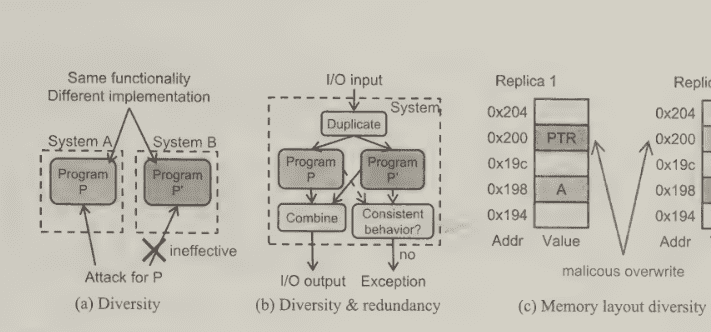 Same functionality
Different implementation
System A
System B
Program
P
Program
P'
ineffective
Attack for P
(a) Diversity
I/O input
System
Duplicate
Program
P
Program
P'
Combine
Consistent
behavior?
no
I/O output
Exception
(b) Diversity & redundancy
Replica 1
0x204
0x200
PTR
0x19c
0x198
A
0x194
Addr
Value
malicous overwrite
0x204
0x200
0x19c
0x198
0x194
Addr
(c) Memory layout diversity